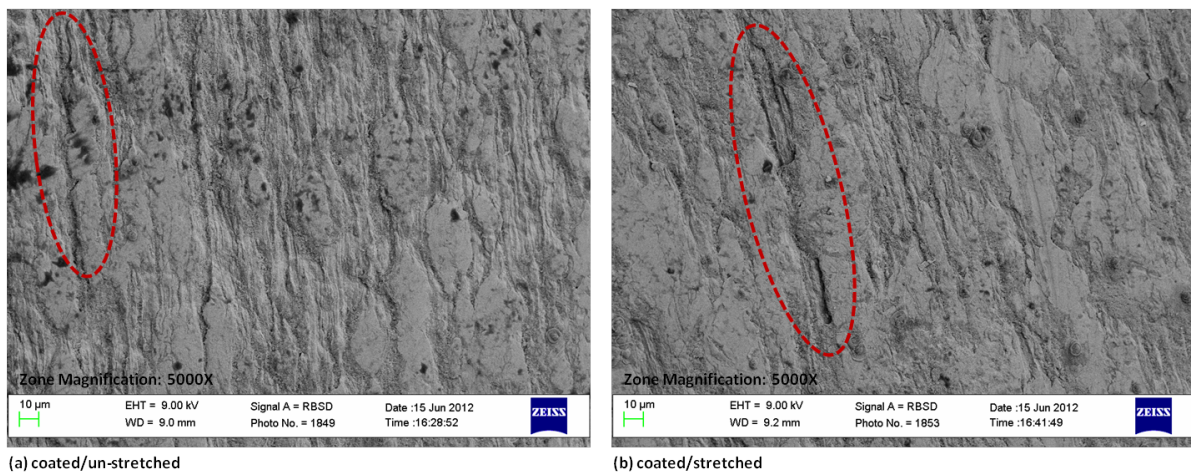 Zone Magnification: 5000X
10 µm
EHT = 9.00 kV
Signal A = RBSD
Date :15 Jun 2012
WD = 9.0 mm
Photo No. = 1849
Time :16:28:52
ZEISS
(a) coated/un-stretched
Zone Magnification: 5000X
10 µm
EHT = 9.00 kV
Signal A = RBSD
Date :15 Jun 2012
WD = 9.2 mm
Photo No. = 1853
Time :16:41:49
ZEISS
(b) coated/stretched